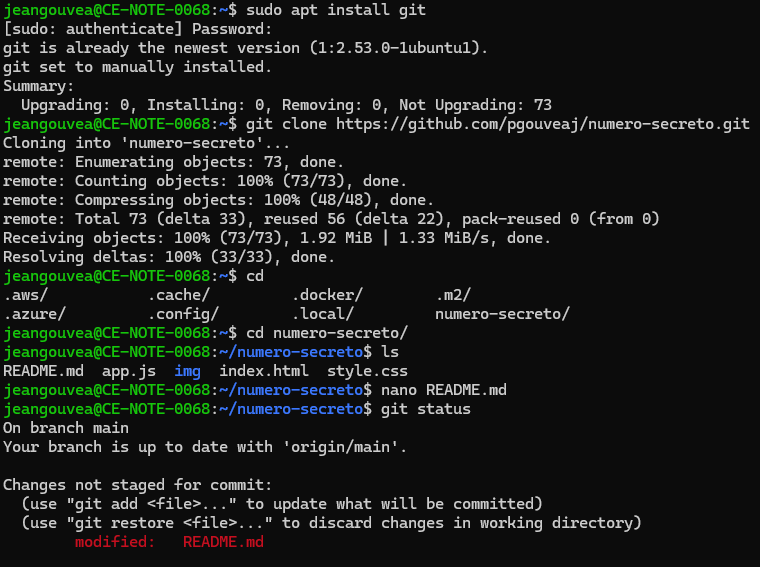 jeangouvea@CE-NOTE-0068:~$ sudo apt install git
[sudo: authenticate] Password:
git is already the newest version (1:2.53.0-1ubuntu1).
git set to manually installed.
Summary:
  Upgrading: 0, Installing: 0, Removing: 0, Not Upgrading: 73
jeangouvea@CE-NOTE-0068:~$ git clone https://github.com/pgouveaj/numero-secreto.git
Cloning into 'numero-secreto'...
remote: Enumerating objects: 73, done.
remote: Counting objects: 100% (73/73), done.
remote: Compressing objects: 100% (48/48), done.
remote: Total 73 (delta 33), reused 56 (delta 22), pack-reused 0 (from 0)
Receiving objects: 100% (73/73), 1.92 MiB | 1.33 MiB/s, done.
Resolving deltas: 100% (33/33), done.
jeangouvea@CE-NOTE-0068:~$ cd
.aws/           .cache/         .docker/        .m2/
.azure/         .config/        .local/         numero-secreto/
jeangouvea@CE-NOTE-0068:~$ cd numero-secreto/
jeangouvea@CE-NOTE-0068:~/numero-secreto$ ls
README.md  app.js  img  index.html  style.css
jeangouvea@CE-NOTE-0068:~/numero-secreto$ nano README.md
jeangouvea@CE-NOTE-0068:~/numero-secreto$ git status
On branch main
Your branch is up to date with 'origin/main'.

Changes not staged for commit:
  (use "git add <file>..." to update what will be committed)
  (use "git restore <file>..." to discard changes in working directory)
        modified:   README.md